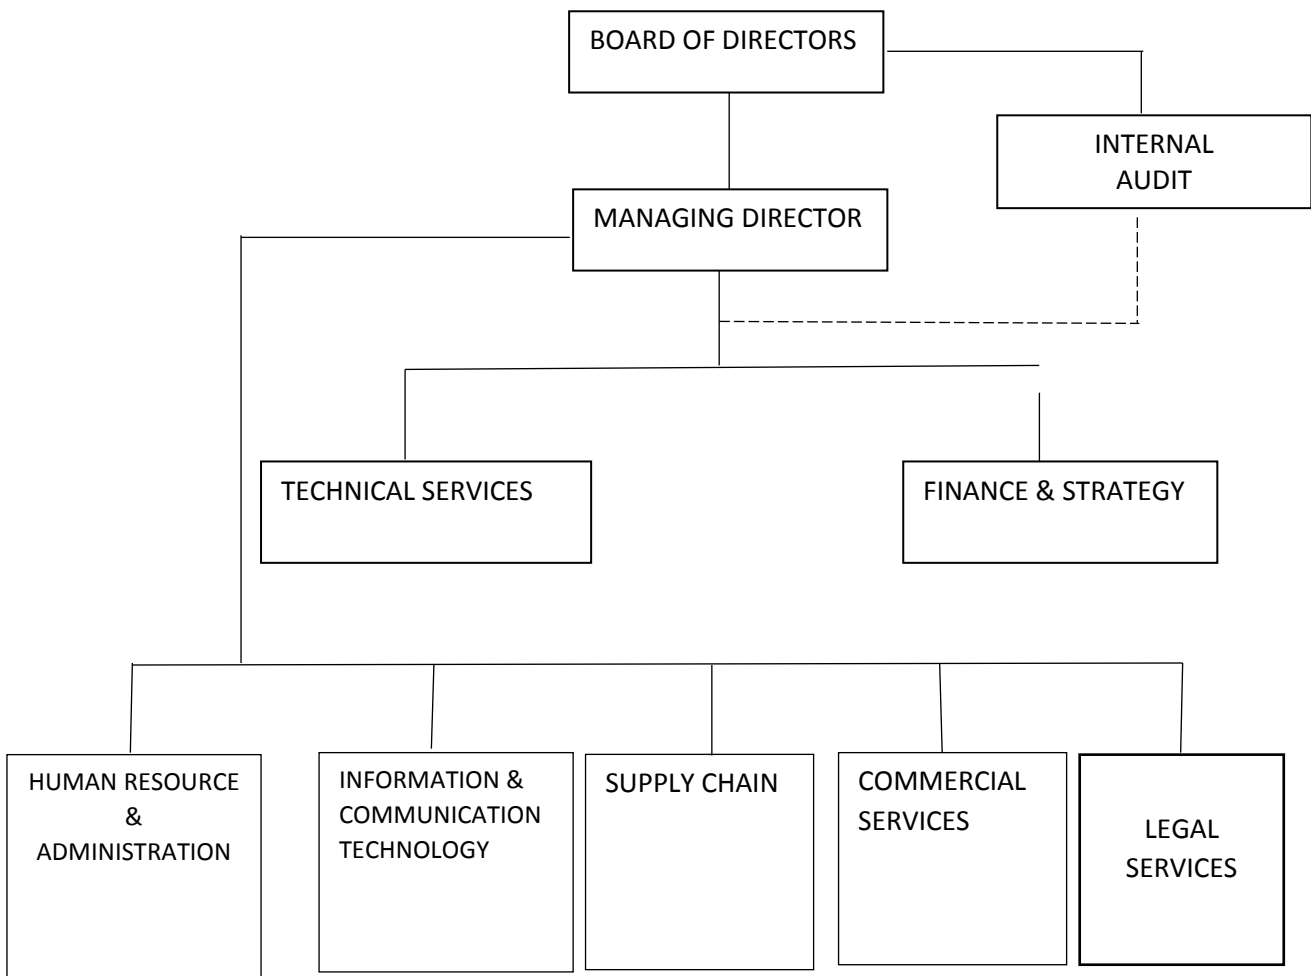 BOARD OF DIRECTORS
INTERNAL
AUDIT
MANAGING DIRECTOR
TECHNICAL SERVICES
FINANCE & STRATEGY
HUMAN RESOURCE
&
ADMINISTRATION
INFORMATION &
COMMUNICATION
TECHNOLOGY
SUPPLY CHAIN
COMMERCIAL
SERVICES
LEGAL
SERVICES